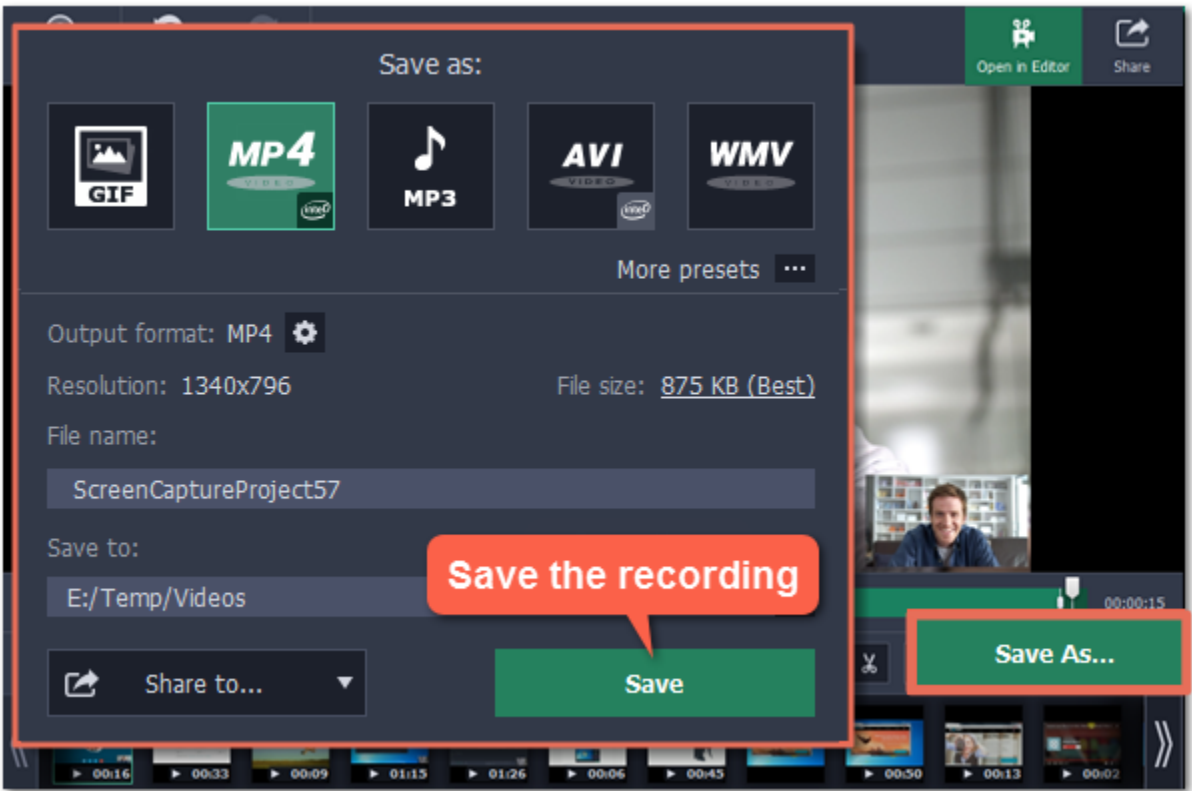 Save as:
Open in Editor
Share
GIF
MP4
VIDEO
intel
MP3
AVI
VIDEO
intel
WMV
VIDEO
More presets ...
Output format: MP4
Resolution: 1340x796
File size: 875 KB (Best)
File name:
ScreenCaptureProject57
Save to:
Save the recording
E:/Temp/Videos
00:00:15
Share to...
Save
Save As...
00:16
00:33
00:09
01:15
01:26
00:06
00:45
00:50
00:13
00:02